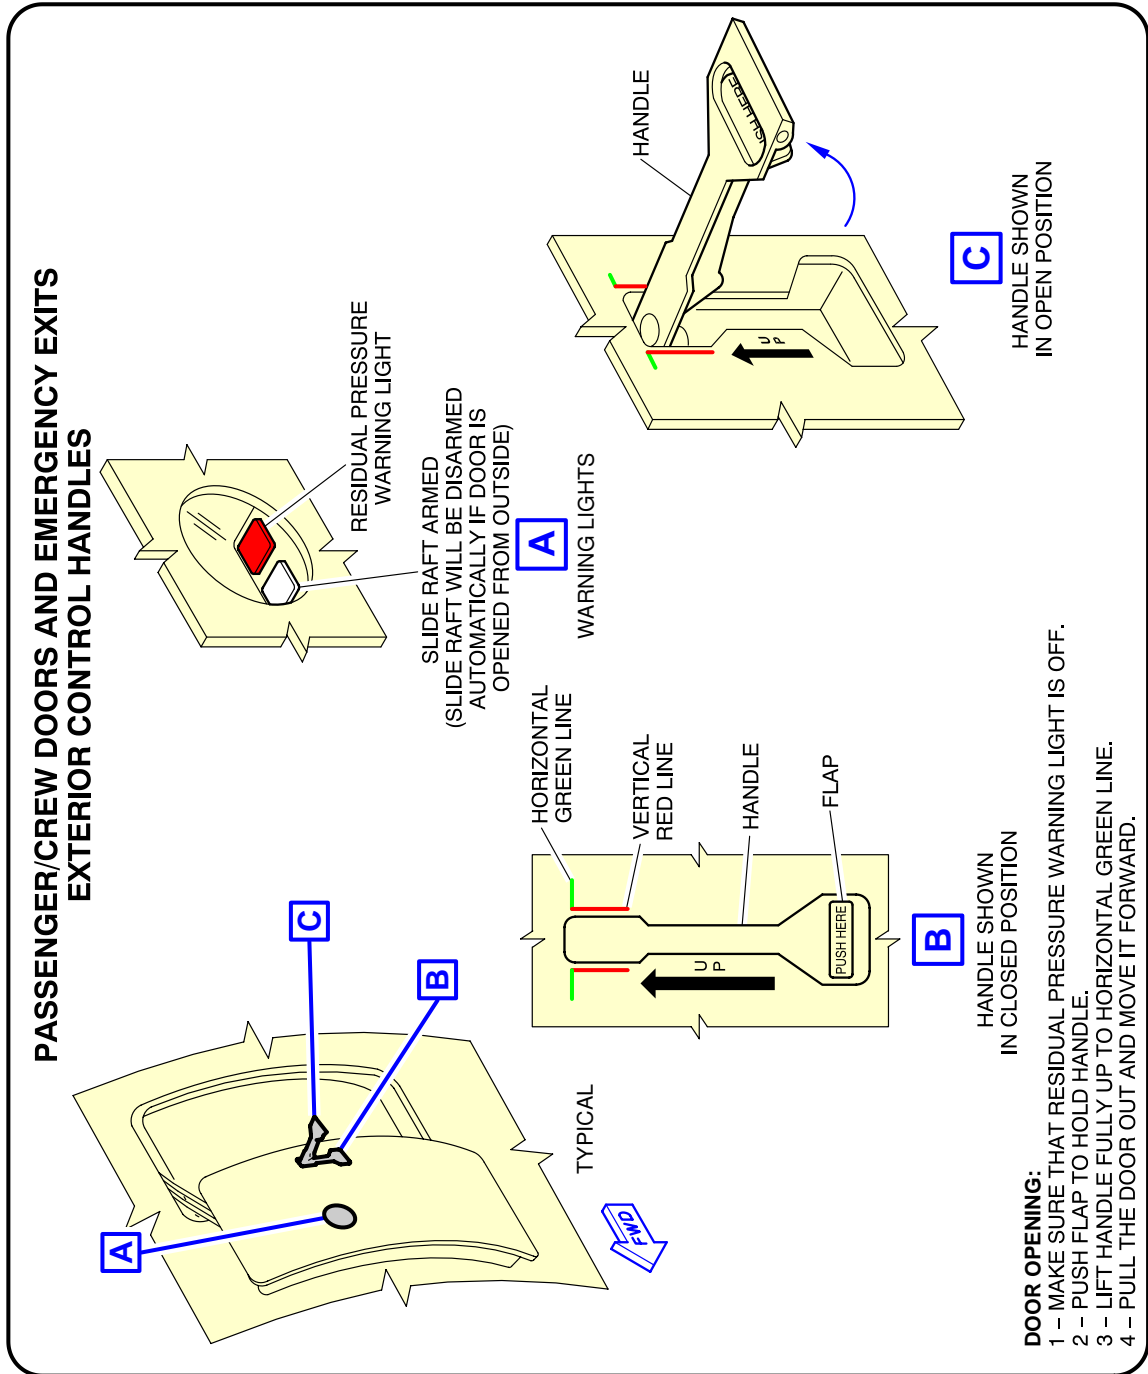 PASSENGER/CREW DOORS AND EMERGENCY EXITS
EXTERIOR CONTROL HANDLES
A
C
B
TYPICAL
FWD
RESIDUAL PRESSURE
WARNING LIGHT
SLIDE RAFT ARMED
(SLIDE RAFT WILL BE DISARMED
AUTOMATICALLY IF DOOR IS
OPENED FROM OUTSIDE)
A
WARNING LIGHTS
HORIZONTAL
GREEN LINE
VERTICAL
RED LINE
HANDLE
FLAP
UP
PUSH HERE
B
HANDLE SHOWN
IN CLOSED POSITION
HANDLE
HERE
UP
C
HANDLE SHOWN
IN OPEN POSITION
DOOR OPENING:
1 – MAKE SURE THAT RESIDUAL PRESSURE WARNING LIGHT IS OFF.
2 – PUSH FLAP TO HOLD HANDLE.
3 – LIFT HANDLE FULLY UP TO HORIZONTAL GREEN LINE.
4 – PULL THE DOOR OUT AND MOVE IT FORWARD.